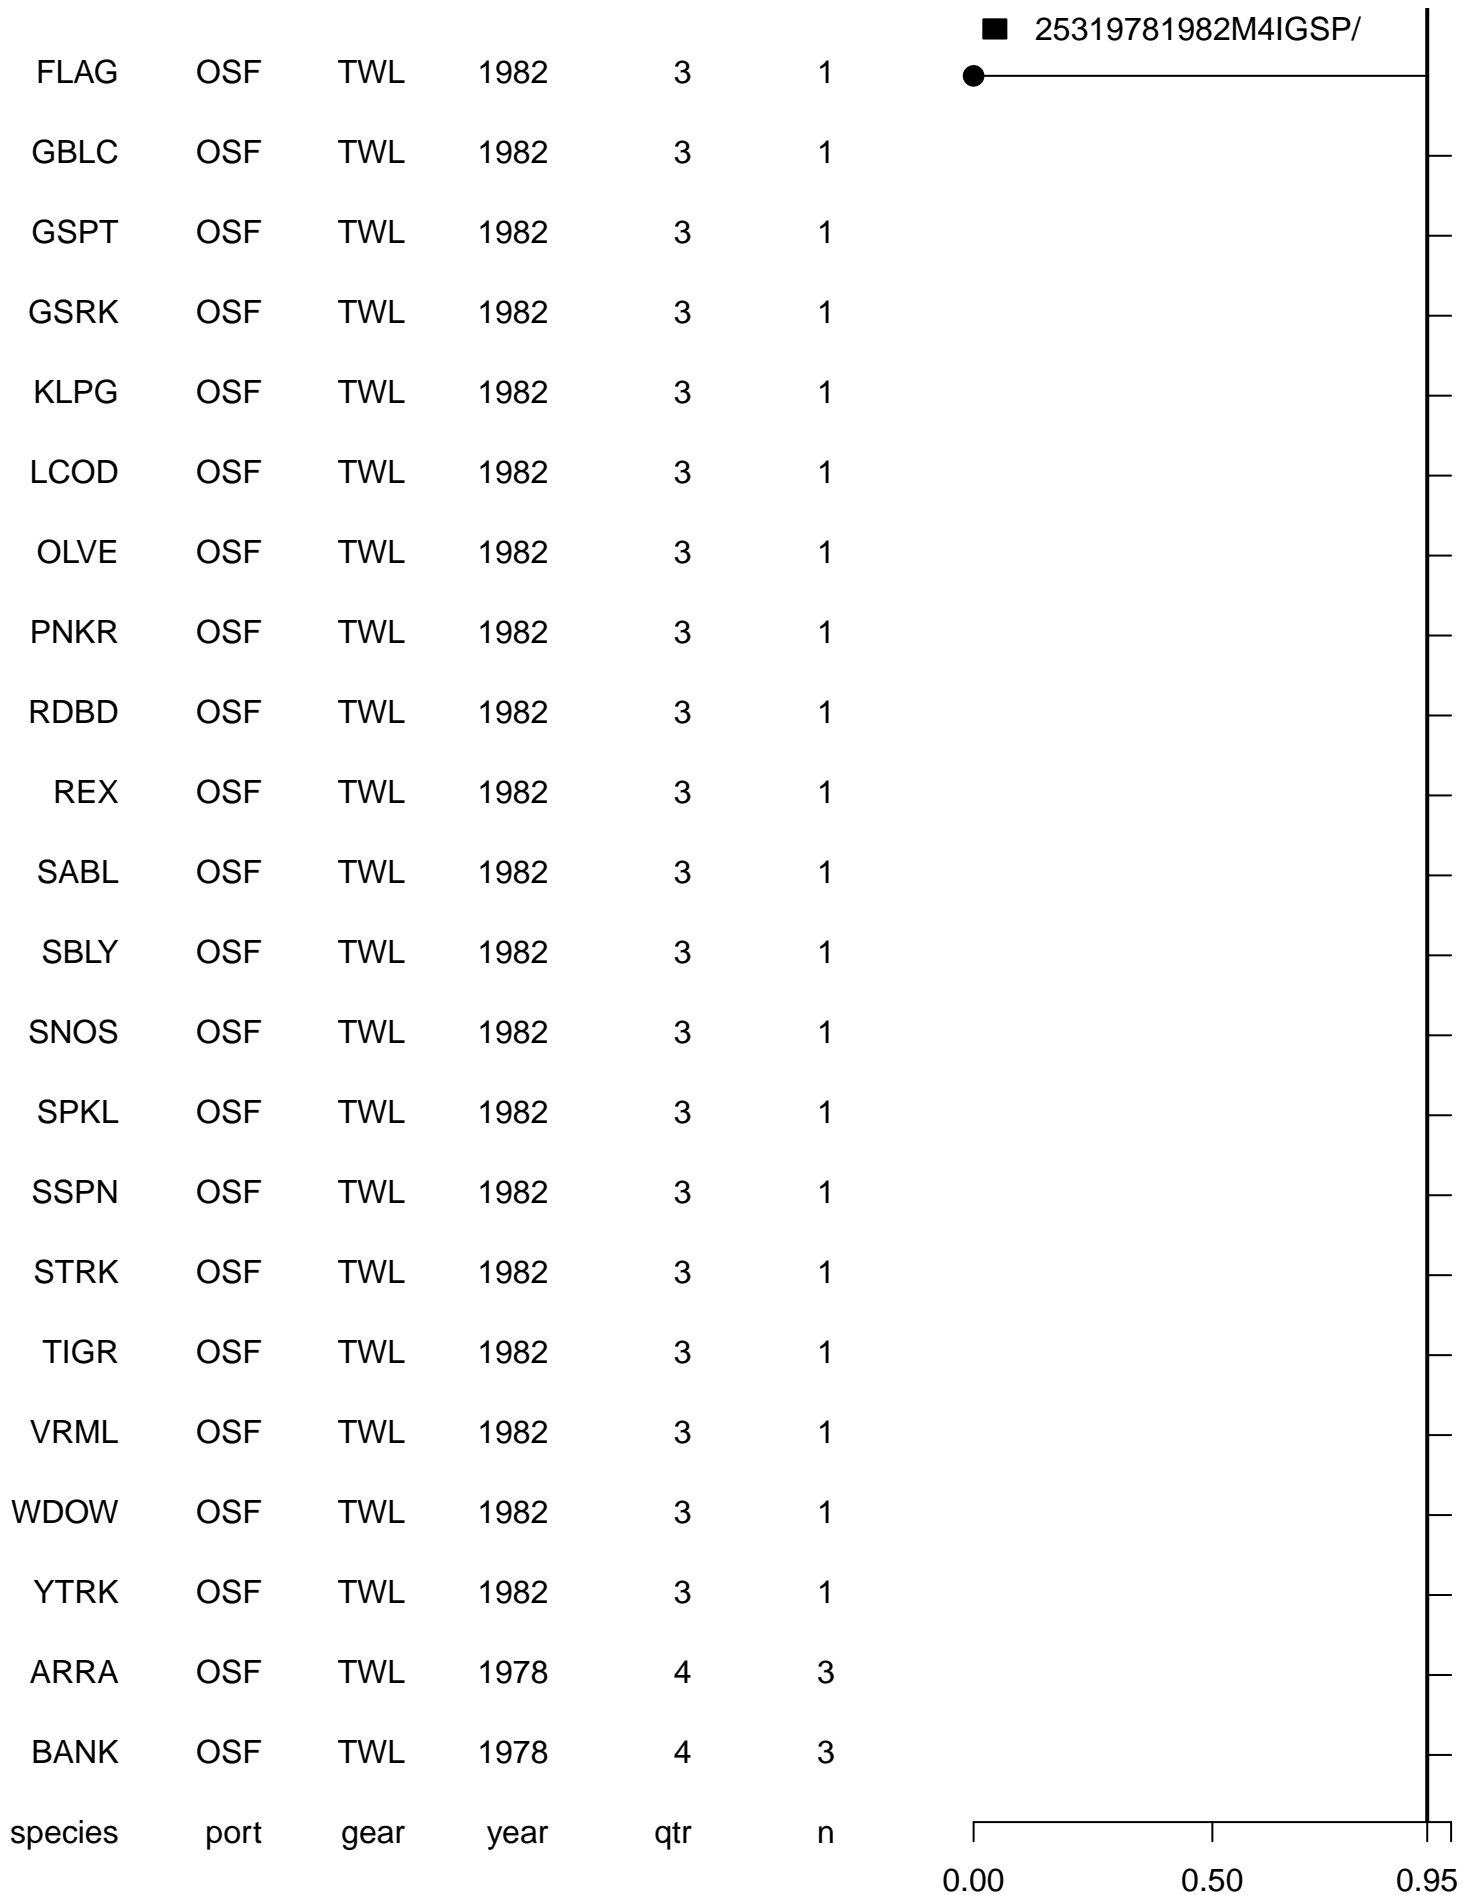 25319781982M4IGSP/
FLAG OSF TWL 1982 3 1
GBLC OSF TWL 1982 3 1
GSPT OSF TWL 1982 3 1
GSRK OSF TWL 1982 3 1
KLPG OSF TWL 1982 3 1
LCOD OSF TWL 1982 3 1
OLVE OSF TWL 1982 3 1
PNKR OSF TWL 1982 3 1
RDBD OSF TWL 1982 3 1
REX OSF TWL 1982 3 1
SABL OSF TWL 1982 3 1
SBLY OSF TWL 1982 3 1
SNOS OSF TWL 1982 3 1
SPKL OSF TWL 1982 3 1
SSPN OSF TWL 1982 3 1
STRK OSF TWL 1982 3 1
TIGR OSF TWL 1982 3 1
VRML OSF TWL 1982 3 1
WDOW OSF TWL 1982 3 1
YTRK OSF TWL 1982 3 1
ARRA OSF TWL 1978 4 3
BANK OSF TWL 1978 4 3
species port gear year qtr n
0.00 0.50 0.95